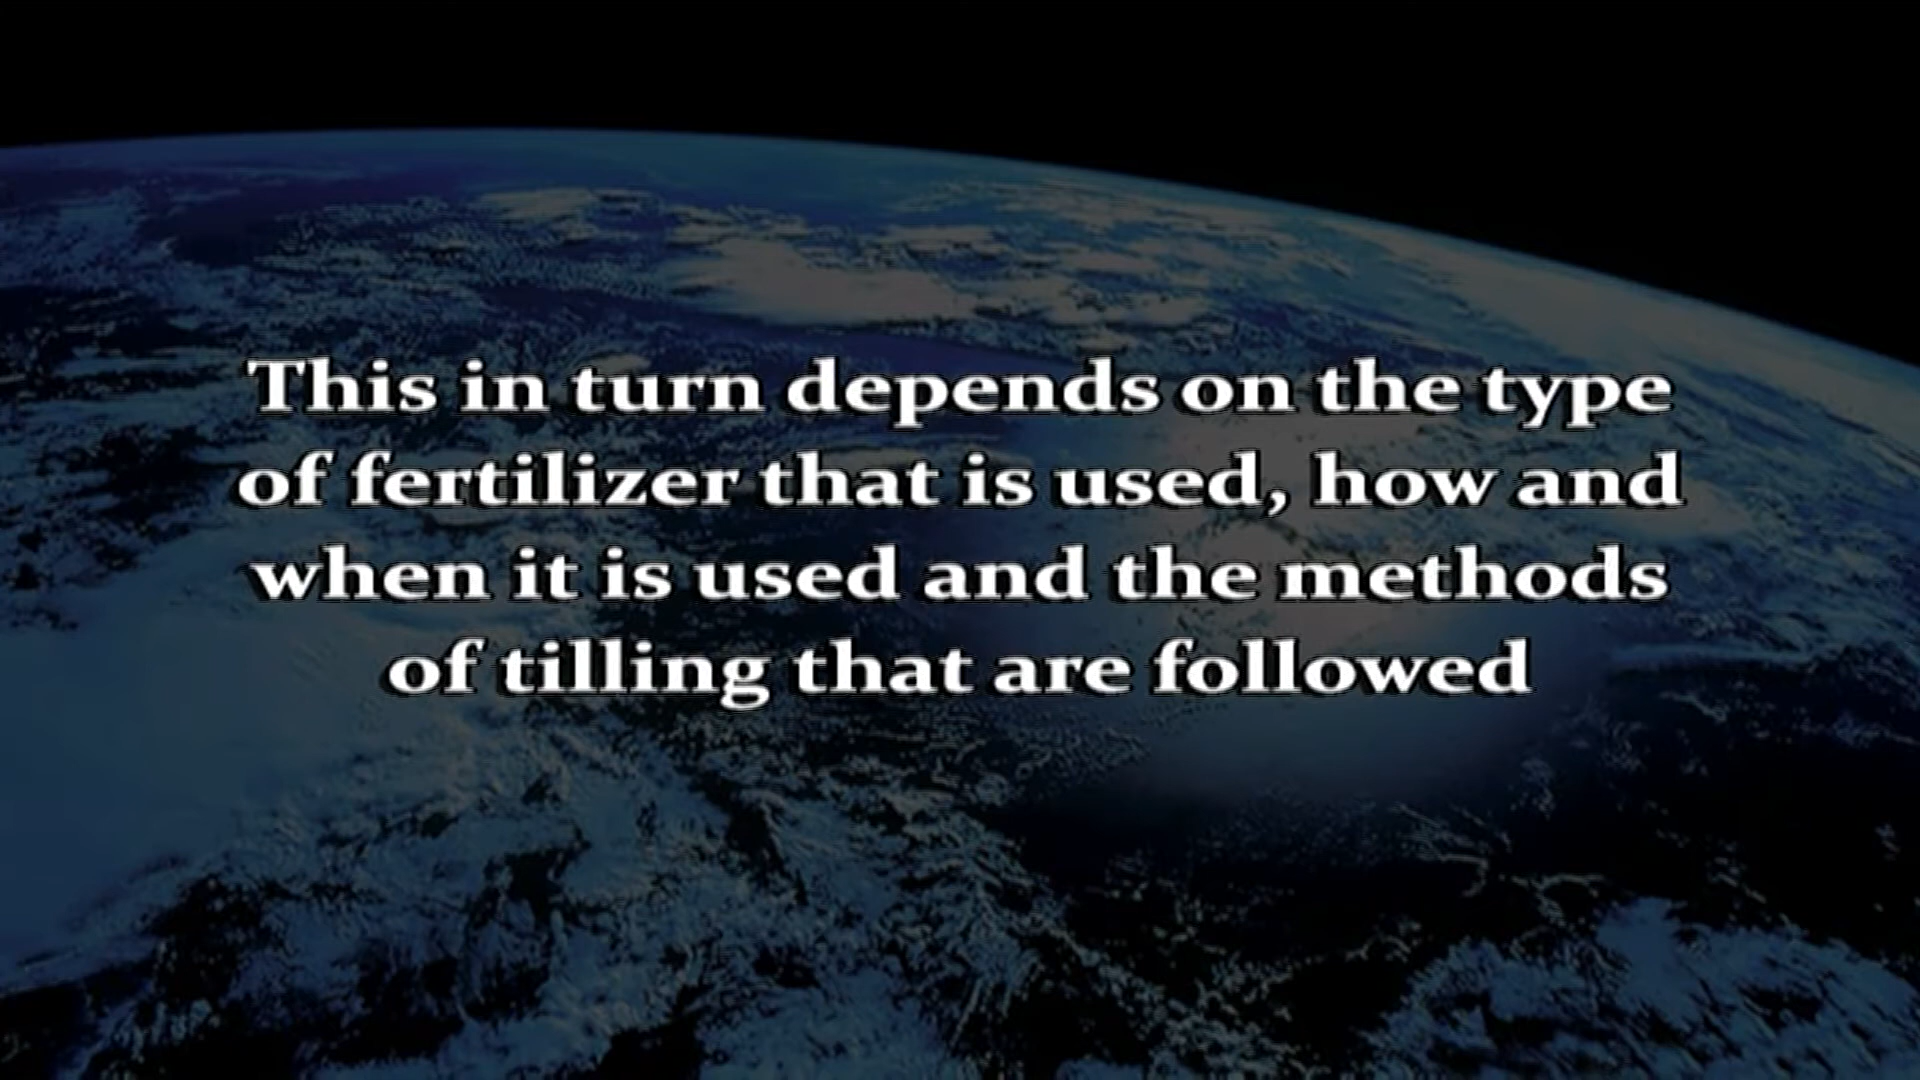 This in turn depends on the type
of fertilizer that is used, how and
when it is used and the methods
of tilling that are followed